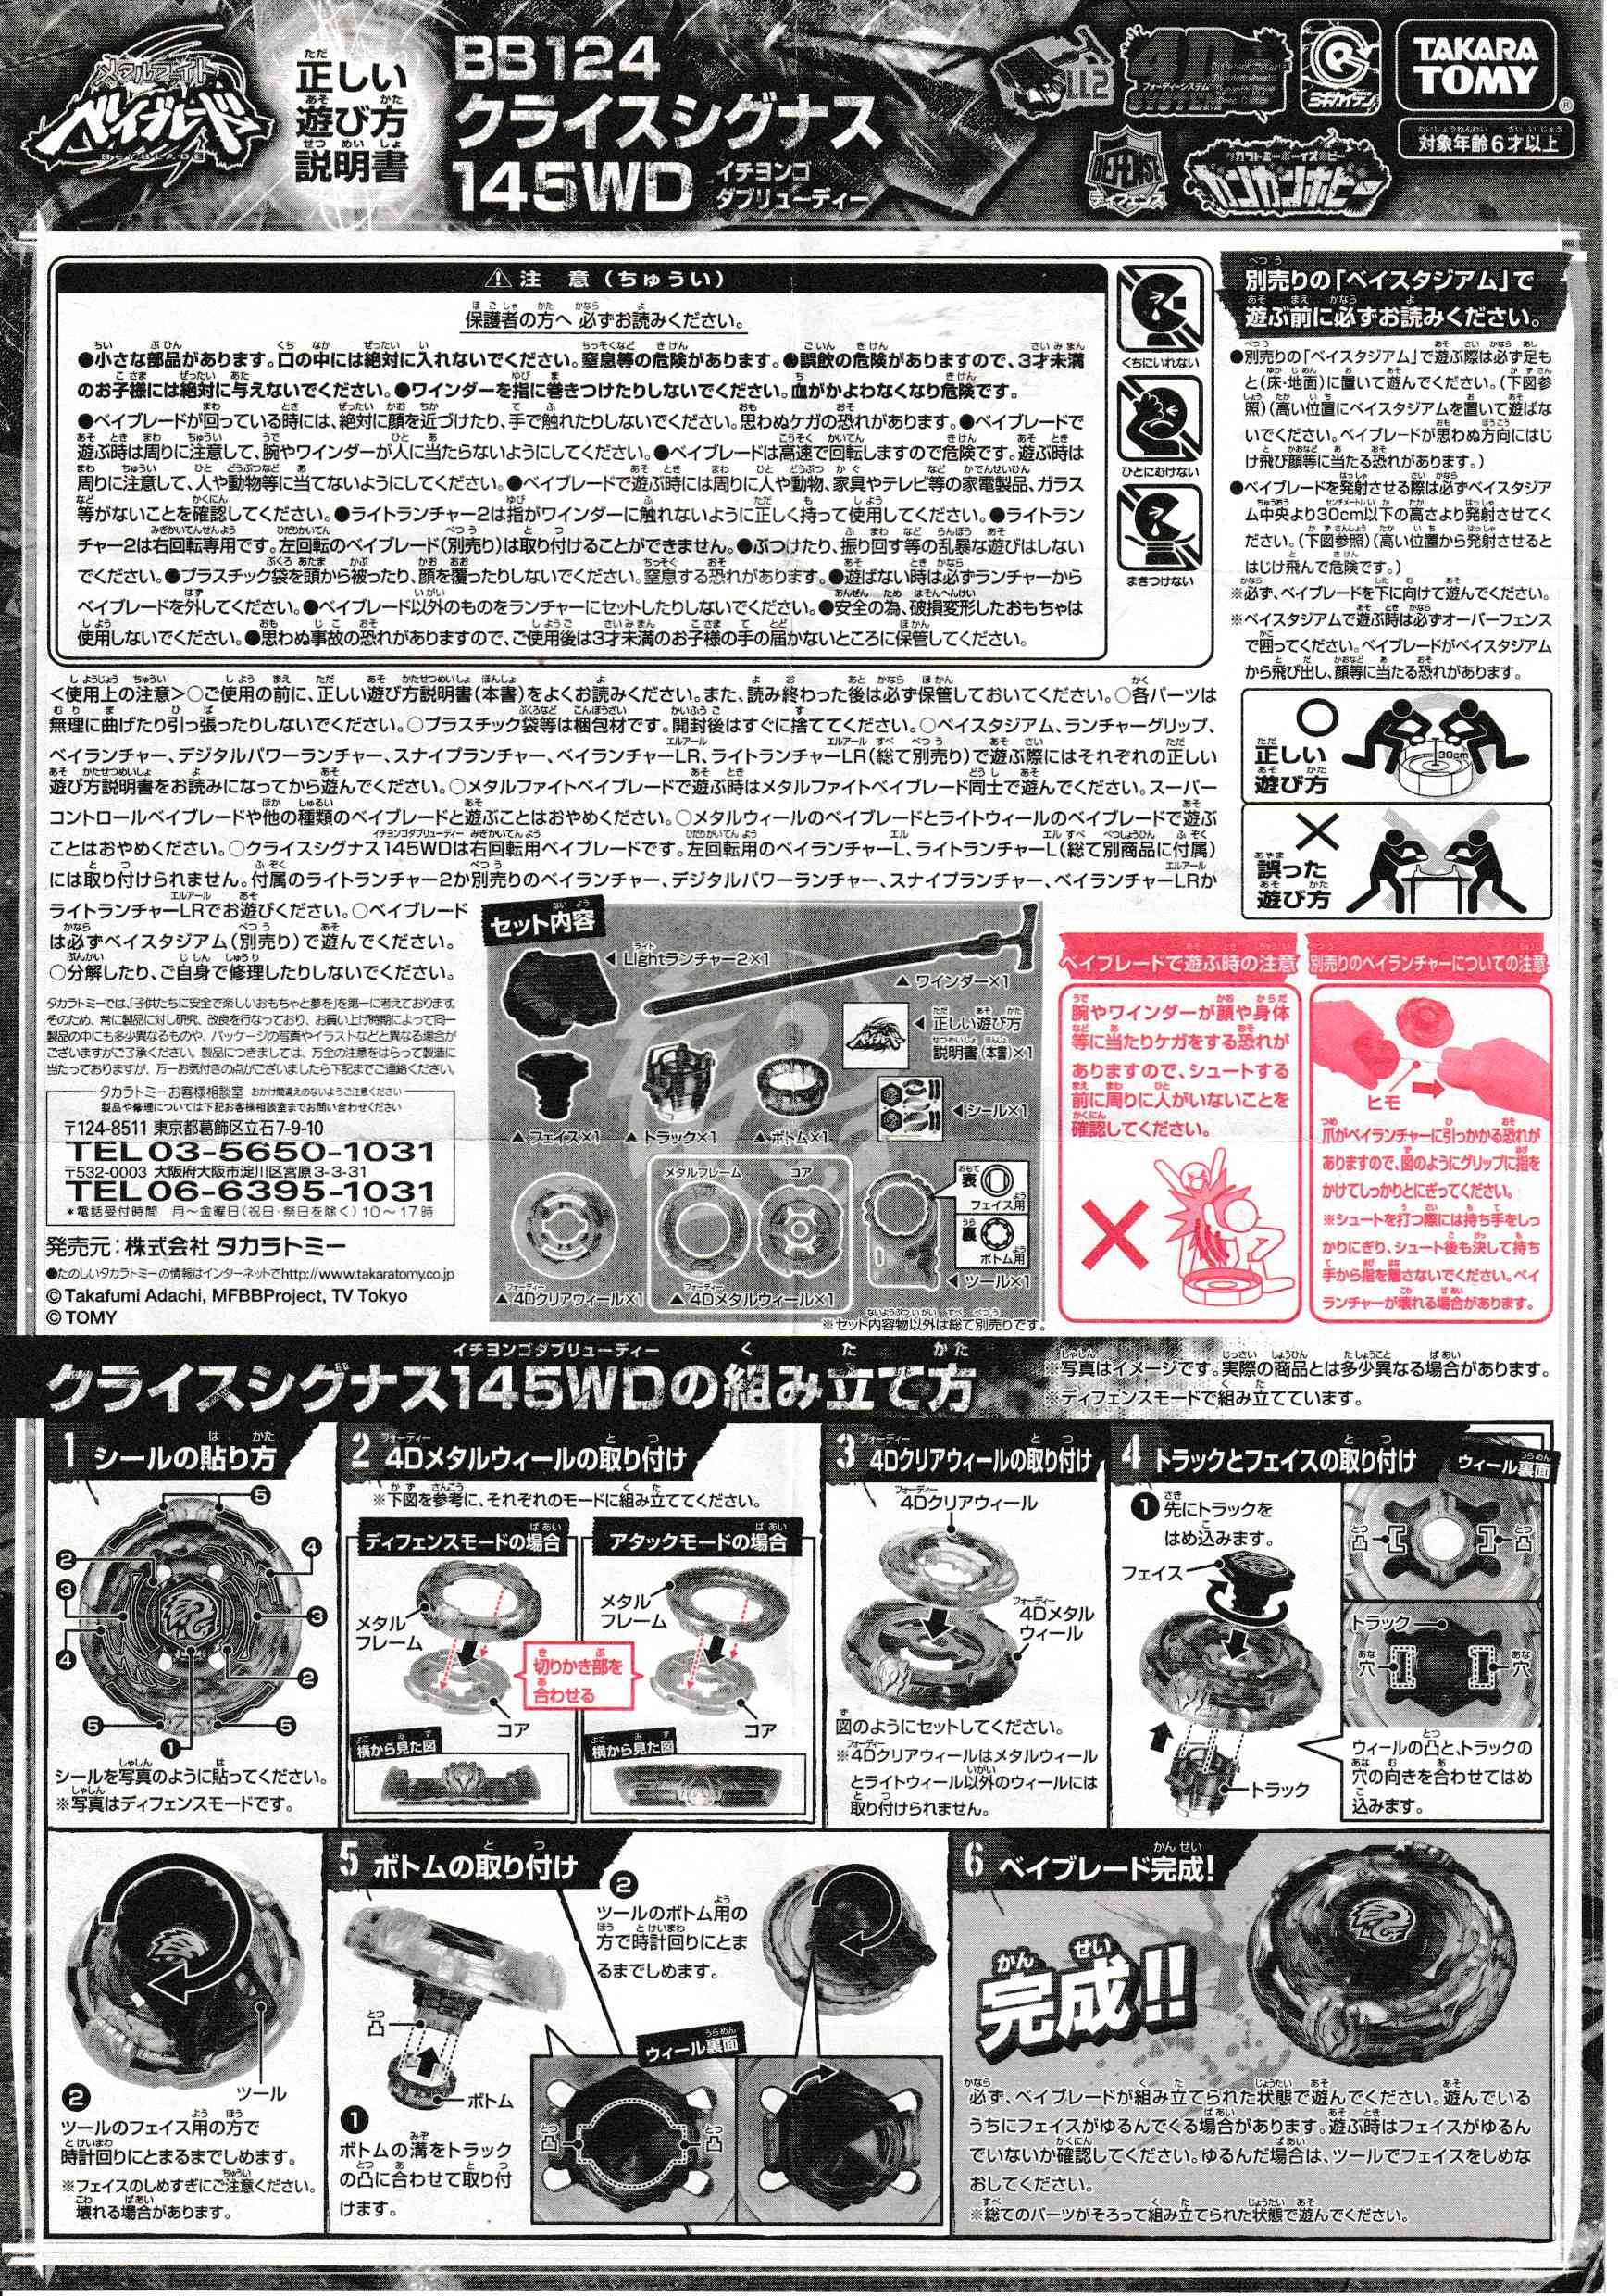 メタルファイト
ベイブレード
BEYBLADE
正しい
遊び方
説明書
BB124
クライスシグナス
145WD
イチヨンゴ
ダブリューディー
LL2
4D
フォーディーシステム
SYSTEM
ミギカイテン
TAKARA
TOMY
対象年齢6才以上
DEFENSE
ディフェンス
タカラトミーボーイズホビー
ガンガンホビー
⚠注 意(ちゅうい)
保護者の方へ 必ずお読みください。
●小さな部品があります。口の中には絶対に入れないでください。窒息等の危険があります。●誤飲の危険がありますので、3才未満
のお子様には絶対に与えないでください。●ワインダーを指に巻きつけたりしないでください。血がかよわなくなり危険です。
●ベイブレードが回っている時には、絶対に顔を近づけたり、手で触れたりしないでください。思わぬケガの恐れがあります。●ベイブレードで
遊ぶ時は周りに注意して、腕やワインダーが人に当たらないようにしてください。●ベイブレードは高速で回転しますので危険です。遊ぶ時は
周りに注意して、人や動物等に当てないようにしてください。●ベイブレードで遊ぶ時には周りに人や動物、家具やテレビ等の家電製品、ガラス
等がないことを確認してください。●ライトランチャー2は指がワインダーに触れないように正しく持って使用してください。●ライトラン
チャー2は右回転専用です。左回転のベイブレード(別売り)は取り付けることができません。●ぶつけたり、振り回す等の乱暴な遊びはしない
でください。●プラスチック袋を頭から被ったり、顔を覆ったりしないでください。窒息する恐れがあります。●遊ばない時は必ずランチャーから
ベイブレードを外してください。●ベイブレード以外のものをランチャーにセットしたりしないでください。●安全の為、破損変形したおもちゃは
使用しないでください。●思わぬ事故の恐れがありますので、ご使用後は3才未満のお子様の手の届かないところに保管してください。
くちにいれない
ひとにむけない
まきつけない
別売りの「ベイスタジアム」で
遊ぶ前に必ずお読みください。
●別売りの「ベイスタジアム」で遊ぶ際は必ず足も
と(床・地面)に置いて遊んでください。(下図参
照)(高い位置にベイスタジアムを置いて遊ばな
いでください。ベイブレードが思わぬ方向にはじ
け飛び顔等に当たる恐れがあります。)
●ベイブレードを発射させる際は必ずベイスタジア
ム中央より30cm以下の高さより発射させてく
ださい。(下図参照)(高い位置から発射させると
はじけ飛んで危険です。)
※必ず、ベイブレードを下に向けて遊んでください。
※ベイスタジアムで遊ぶ時は必ずオーバーフェンス
で囲ってください。ベイブレードがベイスタジアム
から飛び出し、顔等に当たる恐れがあります。
正しい
遊び方
30cm
誤った
遊び方
<使用上の注意>○ご使用の前に、正しい遊び方説明書(本書)をよくお読みください。また、読み終わった後は必ず保管しておいてください。○各パーツは
無理に曲げたり引っ張ったりしないでください。○プラスチック袋等は梱包材です。開封後はすぐに捨ててください。○ベイスタジアム、ランチャーグリップ、
ベイランチャー、デジタルパワーランチャー、スナイプランチャー、ベイランチャーLR、ライトランチャーLR(総て別売り)で遊ぶ際にはそれぞれの正しい
遊び方説明書をお読みになってから遊んでください。○メタルファイトベイブレードで遊ぶ時はメタルファイトベイブレード同士で遊んでください。スーパー
コントロールベイブレードや他の種類のベイブレードと遊ぶことはおやめください。○メタルウィールのベイブレードとライトウィールのベイブレードで遊ぶ
ことはおやめください。○クライスシグナス145WDは右回転用ベイブレードです。左回転用のベイランチャーL、ライトランチャーL(総て別商品に付属)
には取り付けられません。付属のライトランチャー2か別売りのベイランチャー、デジタルパワーランチャー、スナイプランチャー、ベイランチャーLRか
ライトランチャーLRでお遊びください。○ベイブレード
は必ずベイスタジアム(別売り)で遊んでください。
○分解したり、ご自身で修理したりしないでください。
タカラトミーでは、「子供たちに安全で楽しいおもちゃと夢を」を第一に考えております。
そのため、常に製品に対し研究、改良を行なっており、お買い上げ時期によって同一
製品の中にも多少異なるものや、パッケージの写真やイラストなどと異なる場合が
ございますがご了承ください。製品につきましては、万全の注意をはらって製造に
当たっておりますが、万一お気付きの点がございましたら下記までご連絡ください。
タカラトミーお客様相談室 おかけ間違えのないようご注意ください
製品や修理については下記お客様相談室までお問い合わせください
〒124-8511 東京都葛飾区立石7-9-10
TEL 03-5650-1031
〒532-0003 大阪府大阪市淀川区宮原3-3-31
TEL 06-6395-1031
*電話受付時間 月～金曜日(祝日・祭日を除く)10～17時
発売元:株式会社 タカラトミー
●たのしいタカラトミーの情報はインターネットでhttp://www.takaratomy.co.jp
© Takafumi Adachi, MFBBProject, TV Tokyo
© TOMY
セット内容
◀Lightランチャー2×1
▲ワインダー×1
◀正しい遊び方
説明書(本書)×1
▲フェイス×1
▲トラック×1
▲ボトム×1
◀シール×1
メタルフレーム
コア
表
フェイス用
裏
ボトム用
▲4Dクリアウィール×1
▲4Dメタルウィール×1
◀ツール×1
※セット内容物以外は総て別売りです。
ベイブレードで遊ぶ時の注意
腕やワインダーが顔や身体
等に当たりケガをする恐れが
ありますので、シュートする
前に周りに人がいないことを
確認してください。
別売りのベイランチャーについての注意
ヒモ
爪がベイランチャーに引っかかる恐れが
ありますので、図のようにグリップに指を
かけてしっかりとにぎってください。
※シュートを打つ際には持ち手をしっ
かりにぎり、シュート後も決して持ち
手から指を離さないでください。ベイ
ランチャーが壊れる場合があります。
クライスシグナス145WDの組み立て方
※写真はイメージです。実際の商品とは多少異なる場合があります。
※ディフェンスモードで組み立てています。
1 シールの貼り方
⑤
④
②
③
③
④
②
⑤
⑤
①
シールを写真のように貼ってください。
※写真はディフェンスモードです。
2 4Dメタルウィールの取り付け
※下図を参考に、それぞれのモードに組み立ててください。
ディフェンスモードの場合
メタル
フレーム
コア
横から見た図
切りかき部を
合わせる
アタックモードの場合
メタル
フレーム
コア
横から見た図
3 4Dクリアウィールの取り付け
4Dクリアウィール
4Dメタル
ウィール
図のようにセットしてください。
※4Dクリアウィールはメタルウィール
とライトウィール以外のウィールには
取り付けられません。
4 トラックとフェイスの取り付け
ウィール裏面
❶先にトラックを
はめ込みます。
フェイス
トラック
凸
凸
トラック
穴
穴
ウィールの凸と、トラックの
穴の向きを合わせてはめ
込みます。
ツール
❷
ツールのフェイス用の方で
時計回りにとまるまでしめます。
※フェイスのしめすぎにご注意ください。
壊れる場合があります。
5 ボトムの取り付け
凸
ボトム
❶
ボトムの溝をトラック
の凸に合わせて取り付
けます。
❷
ツールのボトム用の
方で時計回りにとま
るまでしめます。
ウィール裏面
凸
凸
6 ベイブレード完成!
完成!!
必ず、ベイブレードが組み立てられた状態で遊んでください。遊んでいる
うちにフェイスがゆるんでくる場合があります。遊ぶ時はフェイスがゆるん
でいないか確認してください。ゆるんだ場合は、ツールでフェイスをしめな
おしてください。
※総てのパーツがそろって組み立てられた状態で遊んでください。